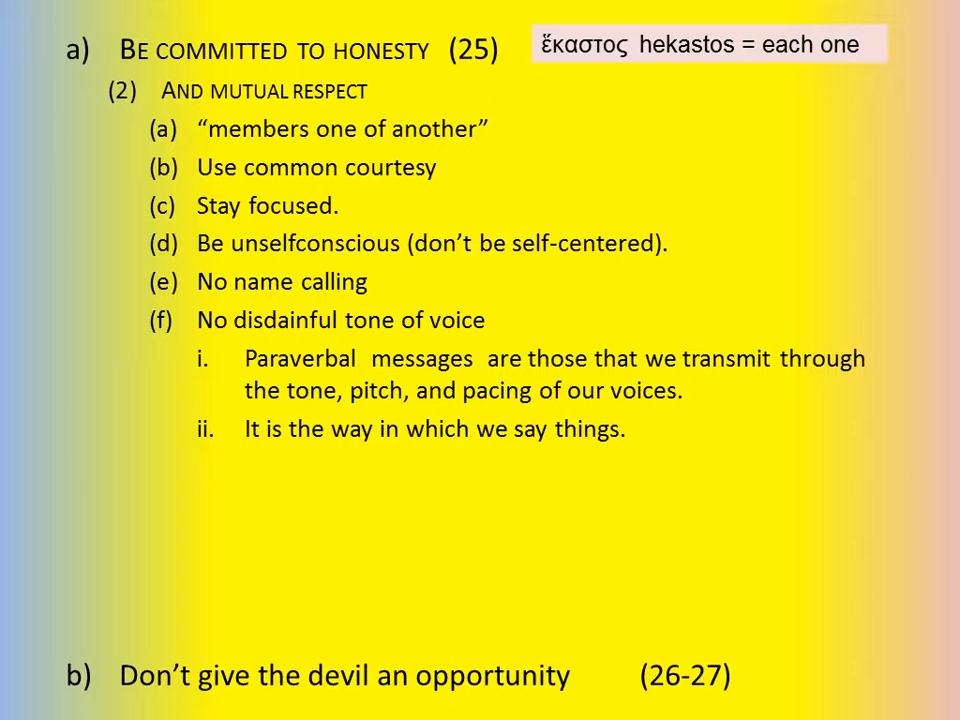 a) BE COMMITTED TO HONESTY (25)
ἕκαστος hekastos = each one
(2) AND MUTUAL RESPECT
(a) “members one of another”
(b) Use common courtesy
(c) Stay focused.
(d) Be unselfconscious (don’t be self-centered).
(e) No name calling
(f) No disdainful tone of voice
i. Paraverbal messages are those that we transmit through
the tone, pitch, and pacing of our voices.
ii. It is the way in which we say things.
b) Don’t give the devil an opportunity (26-27)